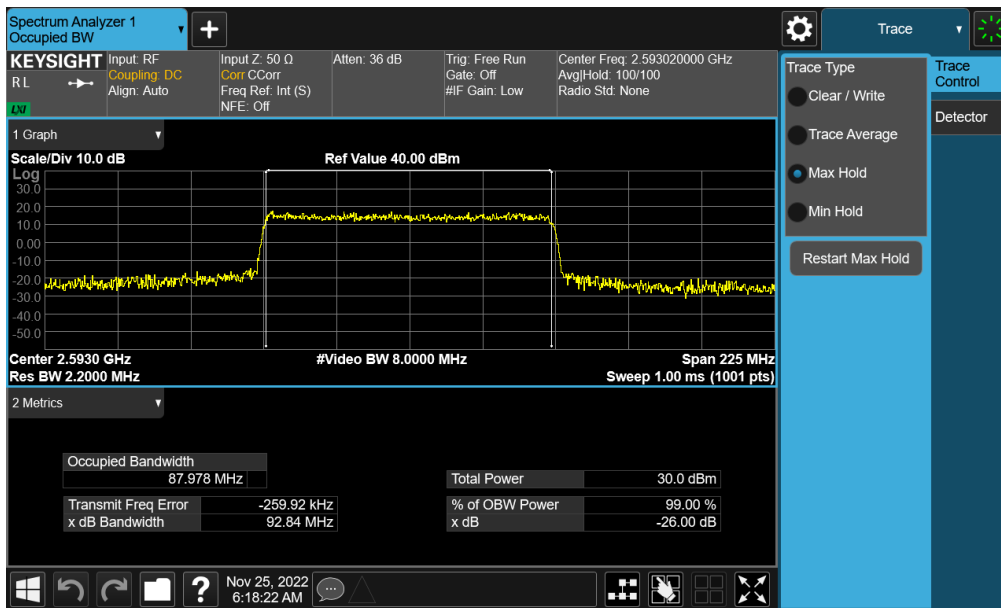 Spectrum Analyzer 1
Occupied BW
+
Trace
KEYSIGHT
R L
LXI
Input: RF
Coupling: DC
Align: Auto
Input Z: 50 Ω
Corr CCorr
Freq Ref: Int (S)
NFE: Off
Atten: 36 dB
Trig: Free Run
Gate: Off
#IF Gain: Low
Center Freq: 2.593020000 GHz
Avg|Hold: 100/100
Radio Std: None
Trace Type
Clear / Write
Trace Average
Max Hold
Min Hold
Restart Max Hold
Trace
Control
Detector
1 Graph
Scale/Div 10.0 dB
Ref Value 40.00 dBm
Log
30.0
20.0
10.0
0.00
-10.0
-20.0
-30.0
-40.0
-50.0
Center 2.5930 GHz
#Video BW 8.0000 MHz
Span 225 MHz
Res BW 2.2000 MHz
Sweep 1.00 ms (1001 pts)
2 Metrics
Occupied Bandwidth
87.978 MHz
Total Power 30.0 dBm
Transmit Freq Error -259.92 kHz
% of OBW Power 99.00 %
x dB Bandwidth 92.84 MHz
x dB -26.00 dB
?
Nov 25, 2022
6:18:22 AM